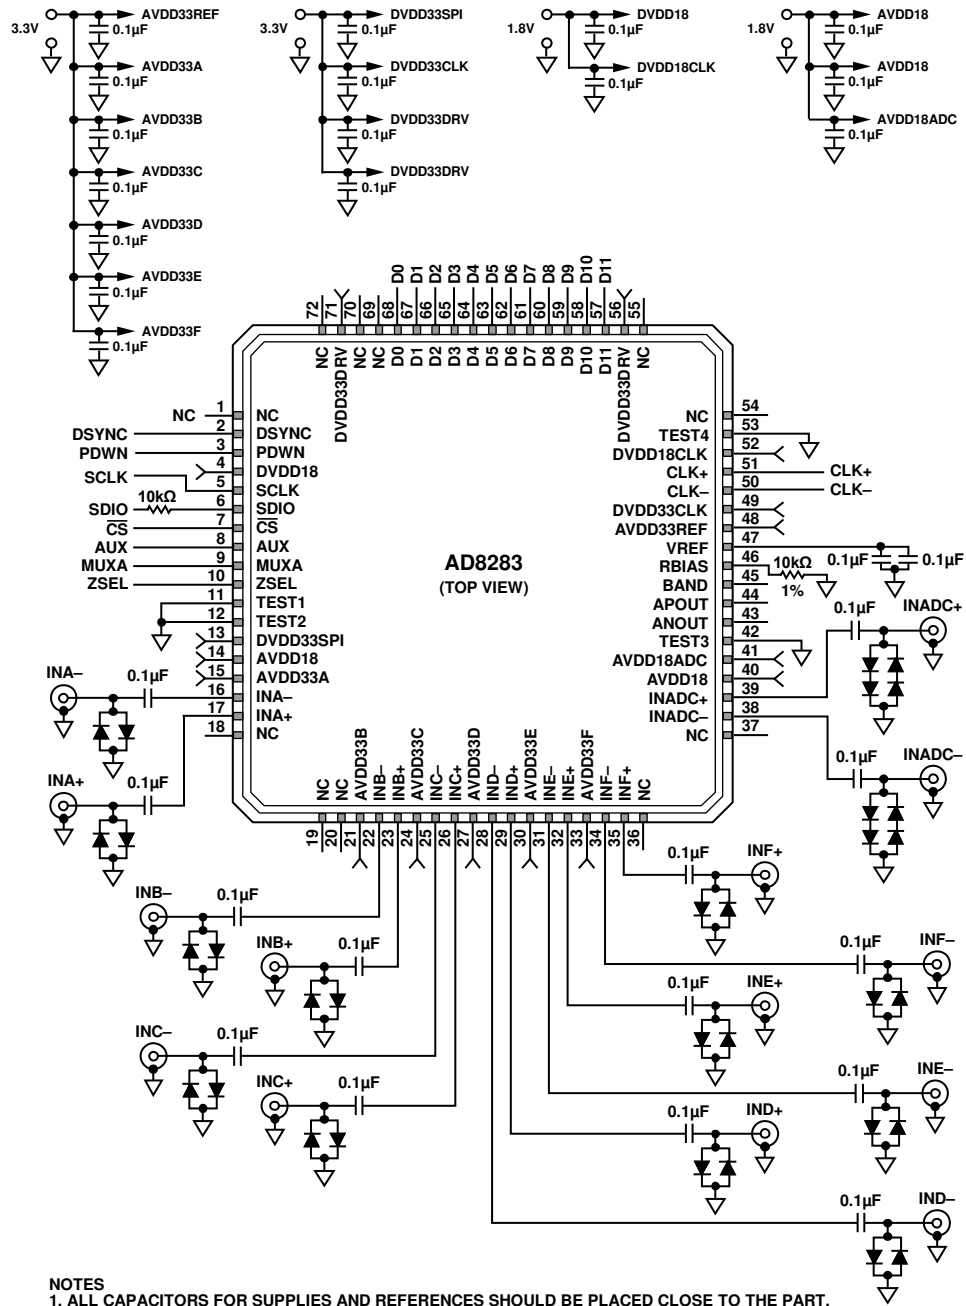 3.3V
AVDD33REF
0.1µF
AVDD33A
0.1µF
AVDD33B
0.1µF
AVDD33C
0.1µF
AVDD33D
0.1µF
AVDD33E
0.1µF
AVDD33F
0.1µF
3.3V
DVDD33SPI
0.1µF
DVDD33CLK
0.1µF
DVDD33DRV
0.1µF
DVDD33DRV
0.1µF
1.8V
DVDD18
0.1µF
DVDD18CLK
0.1µF
1.8V
AVDD18
0.1µF
AVDD18
0.1µF
AVDD18ADC
0.1µF
D0 D1 D2 D3 D4 D5 D6 D7 D8 D9 D10 D11
72 71 70 69 68 67 66 65 64 63 62 61 60 59 58 57 56 55
NC DVDD33DRV NC NC D0 D1 D2 D3 D4 D5 D6 D7 D8 D9 D10 D11 DVDD33DRV NC
NC 1 NC
DSYNC 2 DSYNC
PDWN 3 PDWN
4 DVDD18
SCLK 5 SCLK
SDIO 10kΩ 6 SDIO
CS 7 CS
AUX 8 AUX
MUXA 9 MUXA
ZSEL 10 ZSEL
11 TEST1
12 TEST2
13 DVDD33SPI
14 AVDD18
15 AVDD33A
16 INA–
17 INA+
18 NC
AD8283
(TOP VIEW)
NC 54
TEST4 53
DVDD18CLK 52
CLK+ 51 CLK+
CLK– 50 CLK–
DVDD33CLK 49
AVDD33REF 48
VREF 47 0.1µF 0.1µF
RBIAS 46 10kΩ 1%
BAND 45
APOUT 44
ANOUT 43
TEST3 42
AVDD18ADC 41
AVDD18 40
INADC+ 39
INADC– 38
NC 37
INA–
0.1µF
INA+
0.1µF
0.1µF
INADC+
0.1µF
INADC–
NC NC AVDD33B INB– INB+ AVDD33C INC– INC+ AVDD33D IND– IND+ AVDD33E INE– INE+ AVDD33F INF– INF+ NC
19 20 21 22 23 24 25 26 27 28 29 30 31 32 33 34 35 36
INB–
0.1µF
INB+
0.1µF
INC–
0.1µF
INC+
0.1µF
0.1µF
INF+
0.1µF
INF–
0.1µF
INE+
0.1µF
INE–
0.1µF
IND+
0.1µF
IND–
NOTES
1. ALL CAPACITORS FOR SUPPLIES AND REFERENCES SHOULD BE PLACED CLOSE TO THE PART.